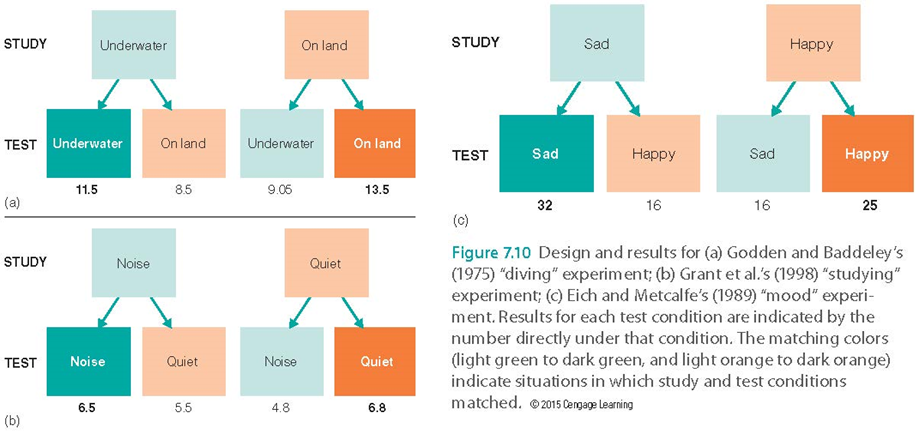 STUDY
Underwater
On land
TEST
Underwater
On land
Underwater
On land
11.5
8.5
9.05
13.5
(a)
STUDY
Noise
Quiet
TEST
Noise
Quiet
Noise
Quiet
6.5
5.5
4.8
6.8
(b)
STUDY
Sad
Happy
TEST
Sad
Happy
Sad
Happy
32
16
16
25
(c)
Figure 7.10 Design and results for (a) Godden and Baddeley's
(1975) "diving" experiment; (b) Grant et al.'s (1998) "studying"
experiment; (c) Eich and Metcalfe's (1989) "mood" experi-
ment. Results for each test condition are indicated by the
number directly under that condition. The matching colors
(light green to dark green, and light orange to dark orange)
indicate situations in which study and test conditions
matched. © 2015 Cengage Learning